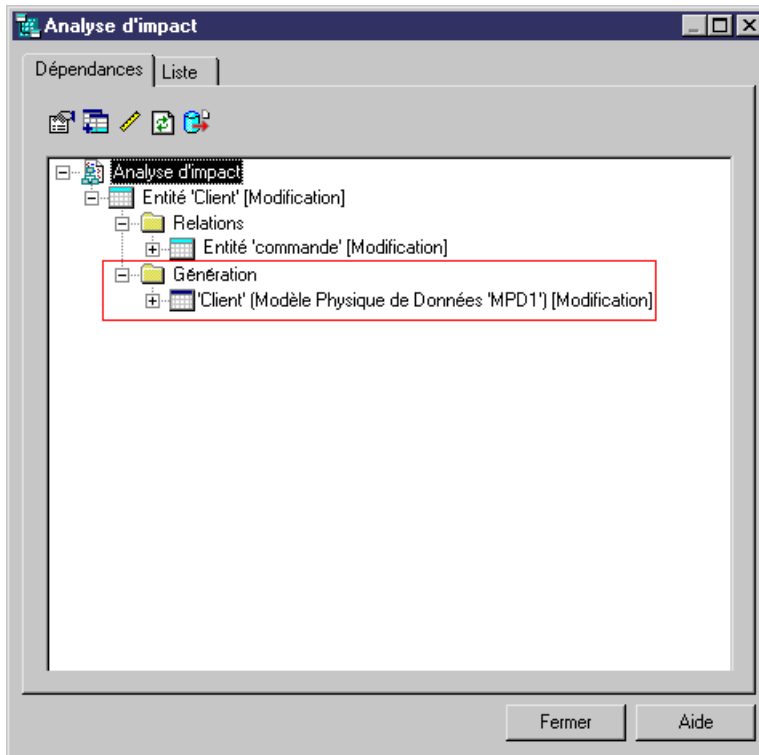 Analyse d'impact
Dépendances Liste
Analyse d'impact
Entité 'Client' [Modification]
Relations
Entité 'commande' [Modification]
Génération
'Client' (Modèle Physique de Données 'MPD1') [Modification]
Fermer Aide